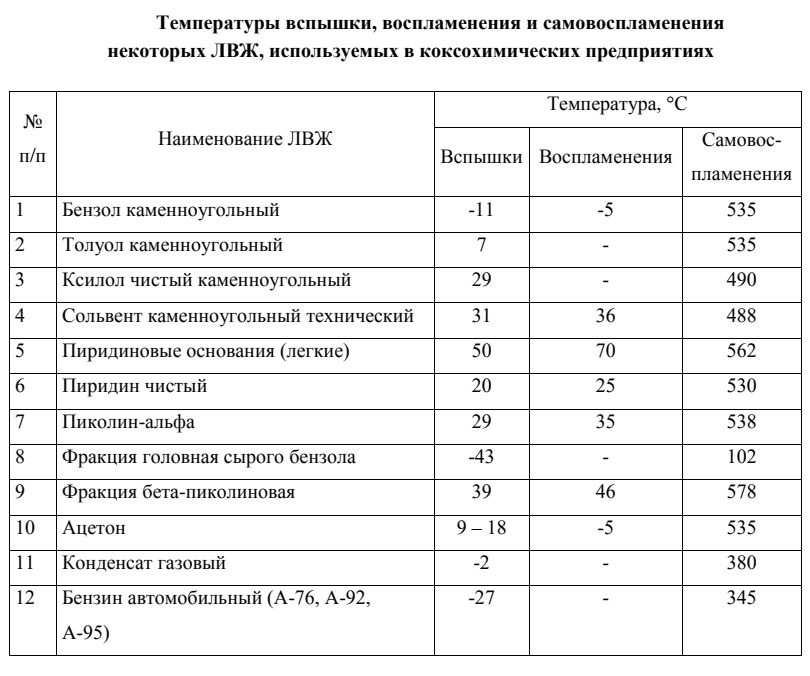 Температуры вспышки, воспламенения и самовоспламенения
некоторых ЛВЖ, используемых в коксохимических предприятиях
№
п/п
Наименование ЛВЖ
Температура, °С
Вспышки
Воспламенения
Самовос-
пламенения
1 Бензол каменноугольный -11 -5 535
2 Толуол каменноугольный 7 - 535
3 Ксилол чистый каменноугольный 29 - 490
4 Сольвент каменноугольный технический 31 36 488
5 Пиридиновые основания (легкие) 50 70 562
6 Пиридин чистый 20 25 530
7 Пиколин-альфа 29 35 538
8 Фракция головная сырого бензола -43 - 102
9 Фракция бета-пиколиновая 39 46 578
10 Ацетон 9 – 18 -5 535
11 Конденсат газовый -2 - 380
12 Бензин автомобильный (А-76, А-92, -27 - 345
А-95)